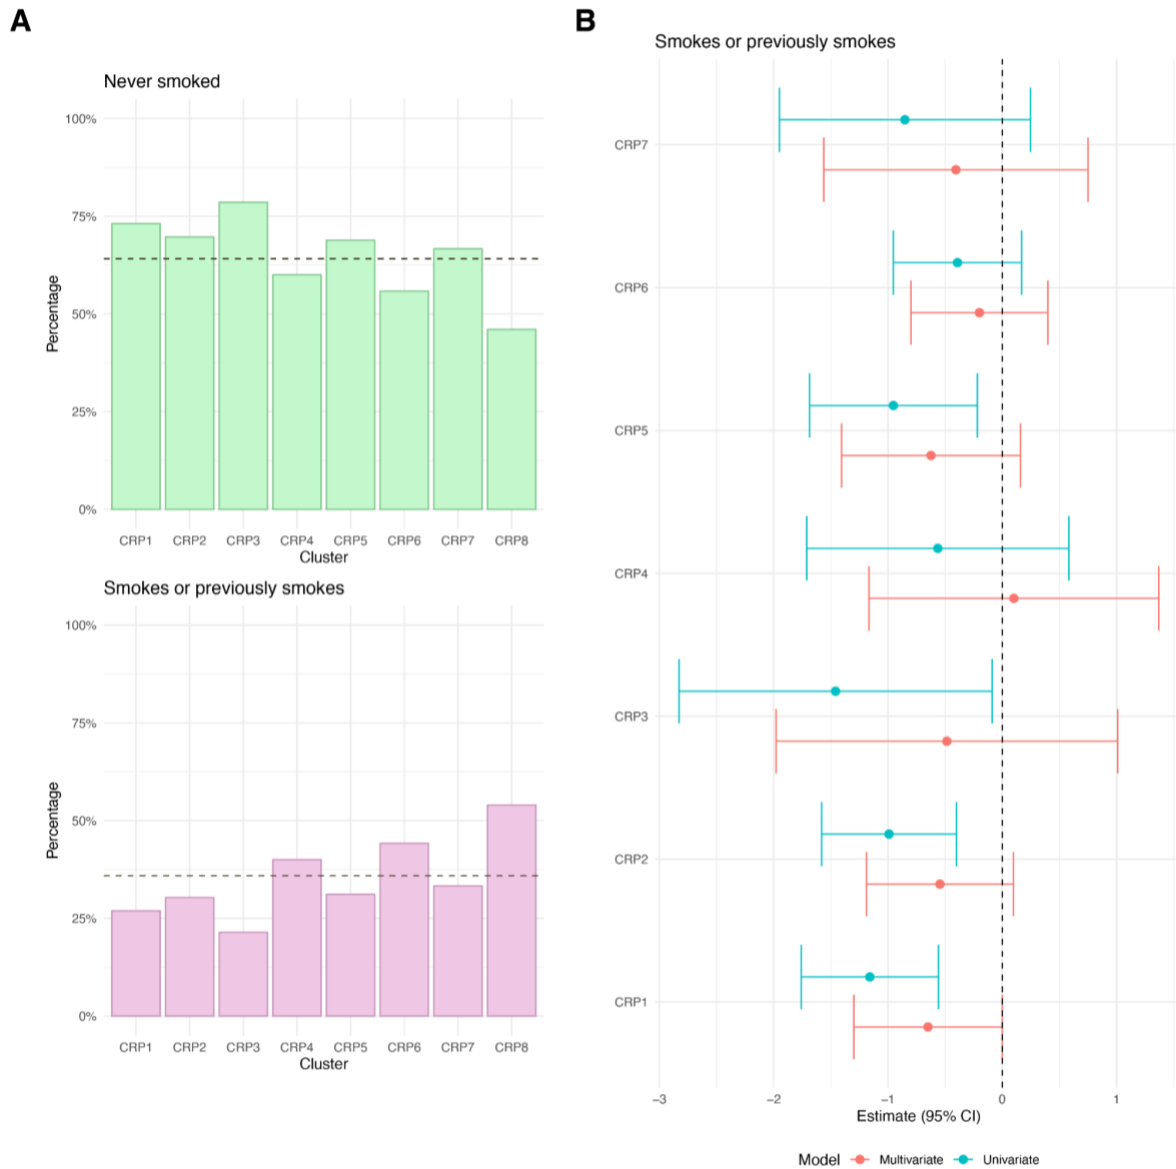 A
Never smoked
100%
75%
50%
25%
0%
Percentage
CRP1 CRP2 CRP3 CRP4 CRP5 CRP6 CRP7 CRP8
Cluster
Smokes or previously smokes
100%
75%
50%
25%
0%
Percentage
CRP1 CRP2 CRP3 CRP4 CRP5 CRP6 CRP7 CRP8
Cluster
B
Smokes or previously smokes
CRP7
CRP6
CRP5
CRP4
CRP3
CRP2
CRP1
−3 −2 −1 0 1
Estimate (95% CI)
Model Multivariate Univariate